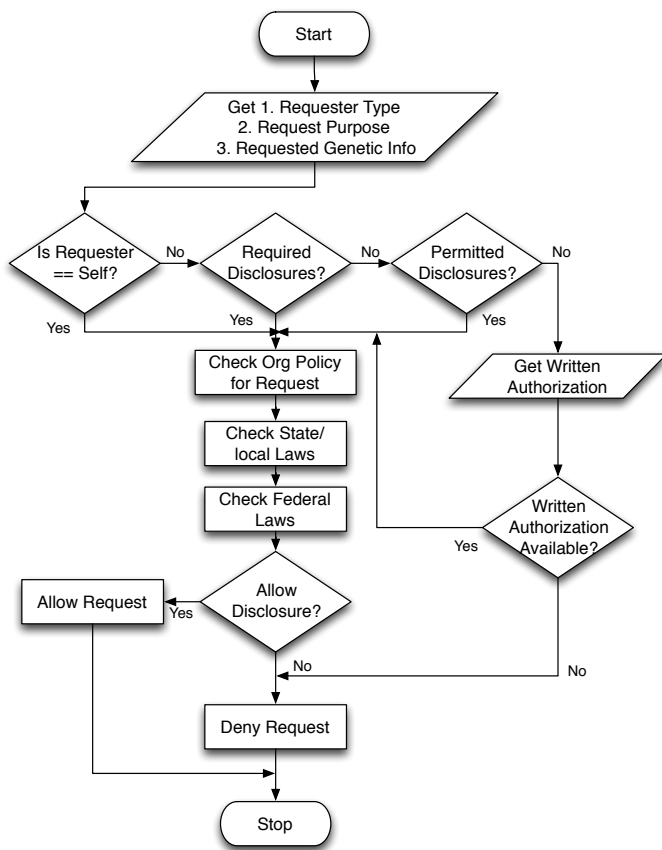 Start
Get 1. Requester Type
2. Request Purpose
3. Requested Genetic Info
Is Requester
== Self?
No
Required
Disclosures?
No
Permitted
Disclosures?
No
Yes
Yes
Yes
Check Org Policy
for Request
Get Written
Authorization
Check State/
local Laws
Check Federal
Laws
Written
Authorization
Available?
Yes
Allow
Disclosure?
Yes
Allow Request
No
No
Deny Request
Stop